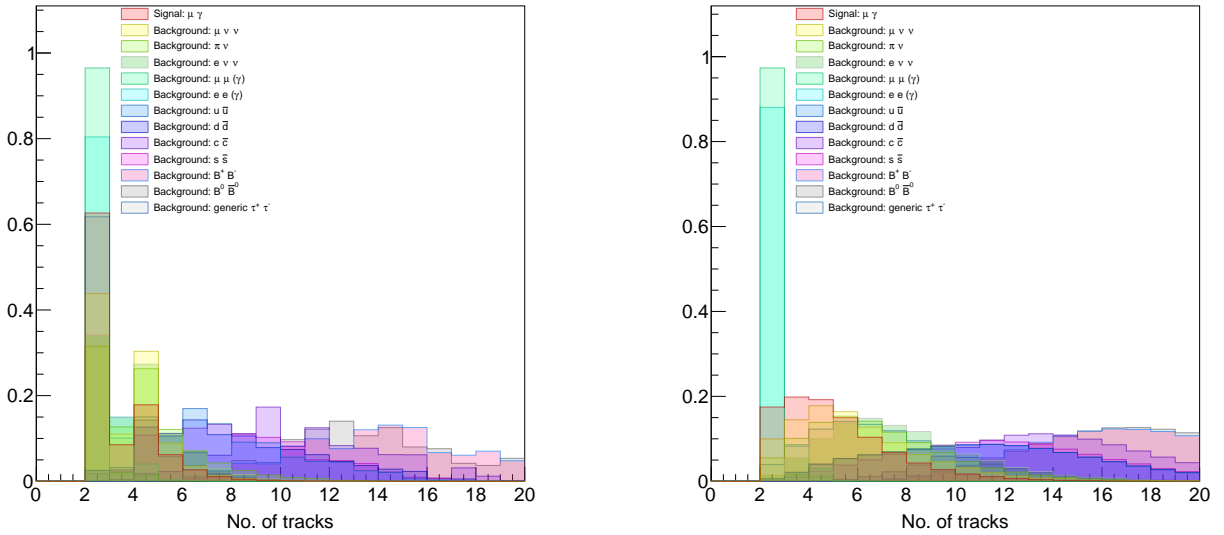 1
0.8
0.6
0.4
0.2
0
Signal: μ γ
Background: μ ν ν
Background: π ν
Background: e ν ν
Background: μ μ (γ)
Background: e e (γ)
Background: u u̅
Background: d d̅
Background: c c̅
Background: s s̅
Background: B⁺ B⁻
Background: B⁰ B̅⁰
Background: generic τ⁺ τ⁻
0 2 4 6 8 10 12 14 16 18 20
No. of tracks
1
0.8
0.6
0.4
0.2
0
Signal: μ γ
Background: μ ν ν
Background: π ν
Background: e ν ν
Background: μ μ (γ)
Background: e e (γ)
Background: u u̅
Background: d d̅
Background: c c̅
Background: s s̅
Background: B⁺ B⁻
Background: B⁰ B̅⁰
Background: generic τ⁺ τ⁻
0 2 4 6 8 10 12 14 16 18 20
No. of tracks